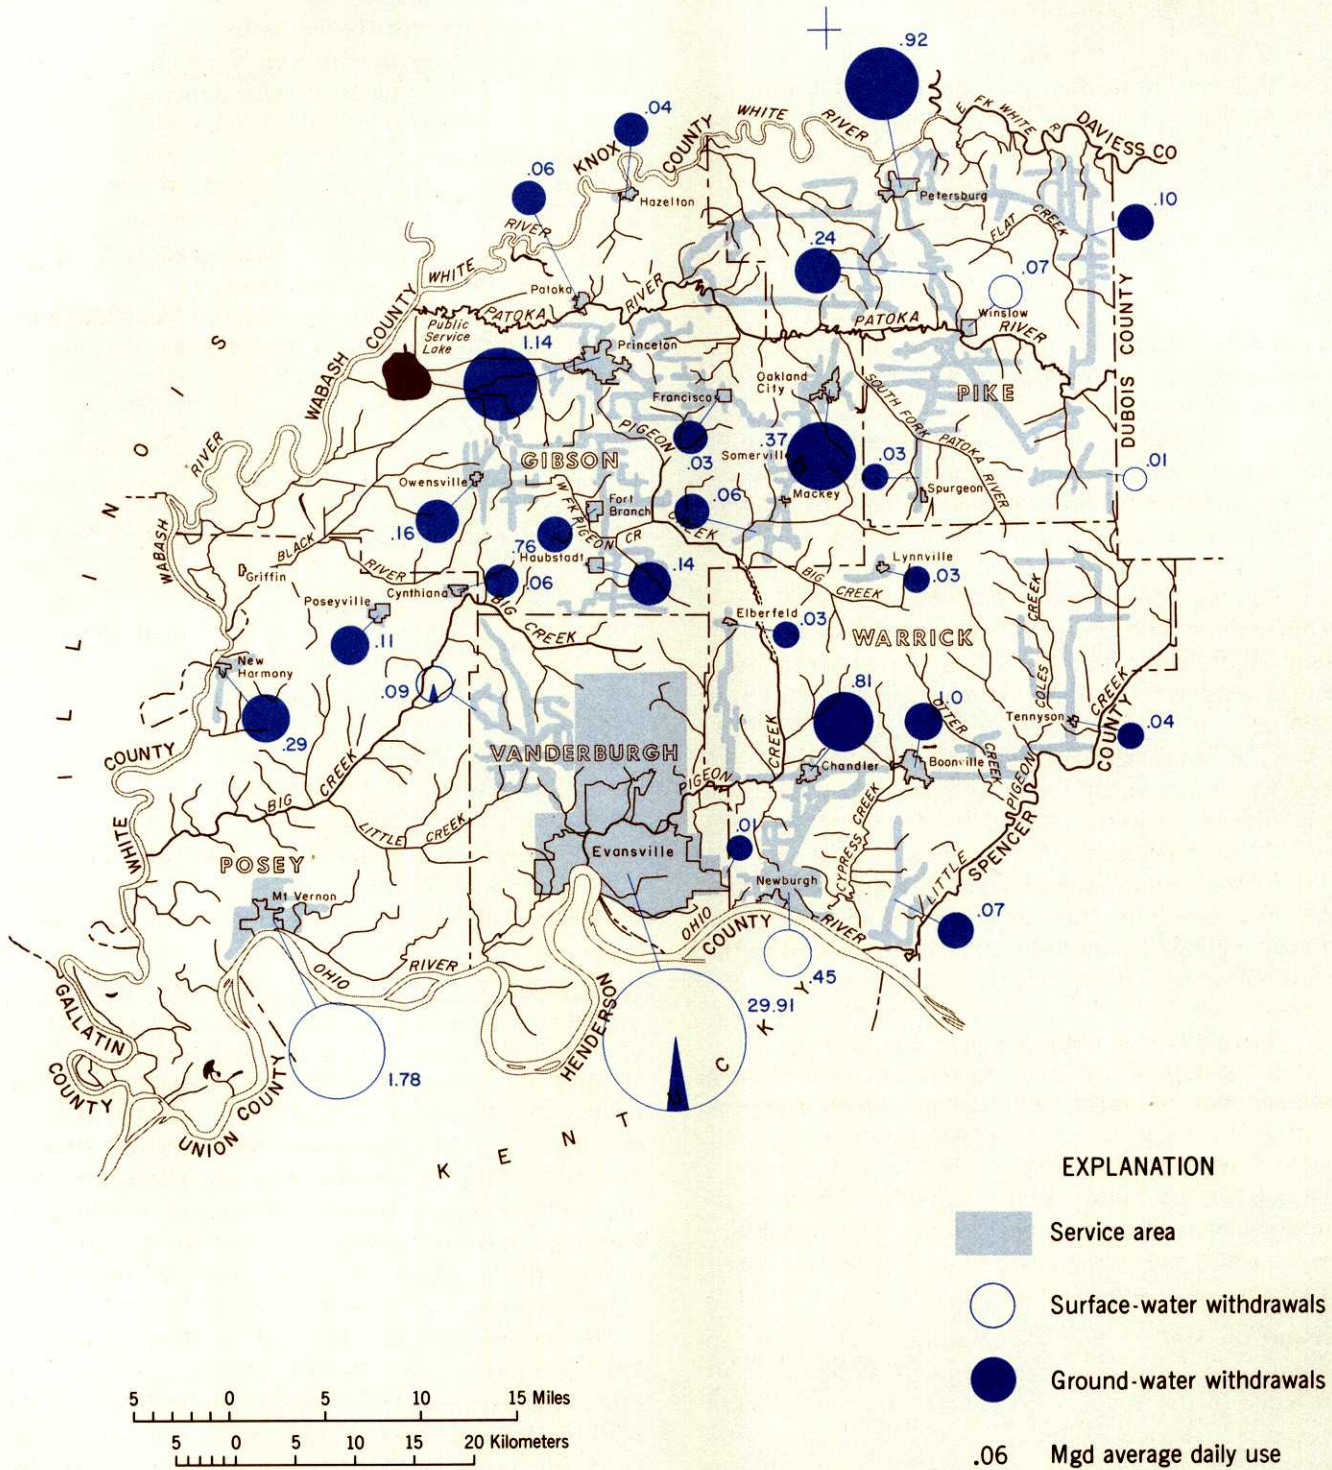 .92
.04
WHITE RIVER
E FK WHITE R
DAVIESS CO
KNOX COUNTY
.06
Hazelton
Petersburg
.10
RIVER
WHITE
FLAT CREEK
.24
.07
Patoka
PATOKA RIVER
PATOKA RIVER
Winslow
DUBOIS COUNTY
Public
Service
Lake
1.14
Princeton
WABASH COUNTY
ILLINOIS
Oakland
City
Francisco
SOUTH FORK PATOKA RIVER
PIKE
PIGEON CREEK
.37
.03
Somerville
.03
.01
GIBSON
WABASH RIVER
Owensville
W FK PIGEON CR
Fort
Branch
.06
Mackey
Spurgeon
.16
.76
BLACK RIVER
Haubstadt
.14
Lynnville
.03
Griffin
Cynthiana
.06
BIG CREEK
BIG CREEK
COLES CREEK
Poseyville
.11
Elberfeld
.03
WARRICK
New
Harmony
.09
.81
1.0
OTTER CREEK
Tennyson
.04
.29
VANDERBURGH
CREEK
PIGEON
Chandler
Boonville
WHITE COUNTY
BIG CREEK
LITTLE CREEK
CYPRESS CREEK
LITTLE PIGEON CREEK
SPENCER COUNTY
.01
POSEY
Evansville
Newburgh
Mt Vernon
.07
OHIO RIVER
OHIO RIVER
COUNTY
.45
HENDERSON
29.91
GALLATIN COUNTY
1.78
UNION COUNTY
KENTUCKY
EXPLANATION
Service area
Surface-water withdrawals
Ground-water withdrawals
.06 Mgd average daily use
5 0 5 10 15 Miles
5 0 5 10 15 20 Kilometers